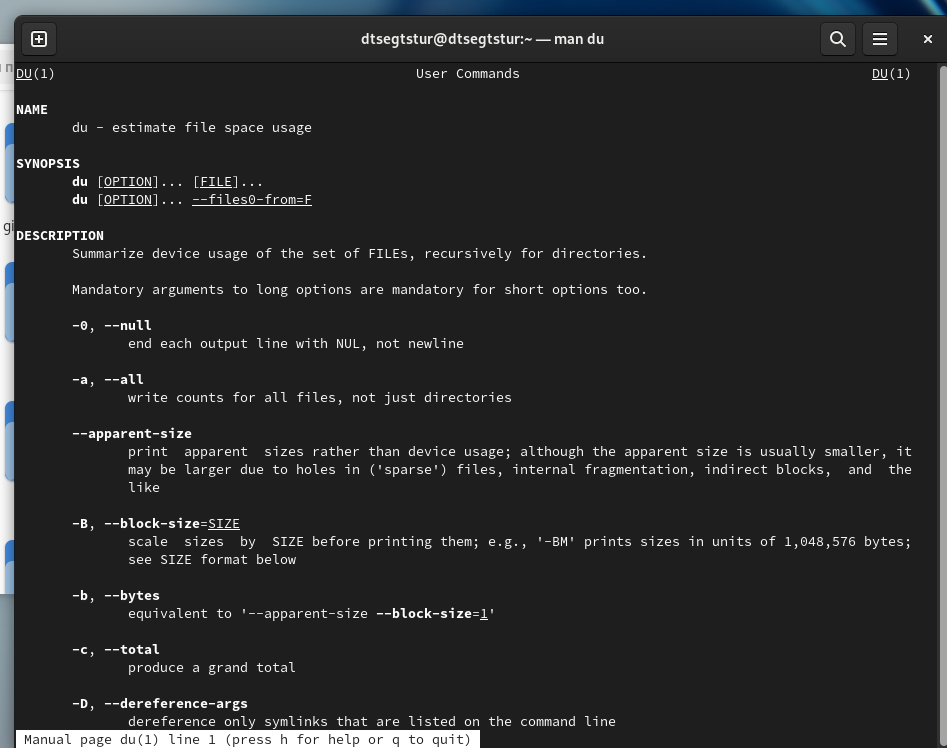 dtsegtstur@dtsegtstur:~ — man du
DU(1) User Commands DU(1)
NAME
du - estimate file space usage
SYNOPSIS
du [OPTION]... [FILE]...
du [OPTION]... --files0-from=F
DESCRIPTION
Summarize device usage of the set of FILEs, recursively for directories.
Mandatory arguments to long options are mandatory for short options too.
-0, --null
end each output line with NUL, not newline
-a, --all
write counts for all files, not just directories
--apparent-size
print apparent sizes rather than device usage; although the apparent size is usually smaller, it
may be larger due to holes in ('sparse') files, internal fragmentation, indirect blocks, and the
like
-B, --block-size=SIZE
scale sizes by SIZE before printing them; e.g., '-BM' prints sizes in units of 1,048,576 bytes;
see SIZE format below
-b, --bytes
equivalent to '--apparent-size --block-size=1'
-c, --total
produce a grand total
-D, --dereference-args
dereference only symlinks that are listed on the command line
Manual page du(1) line 1 (press h for help or q to quit)